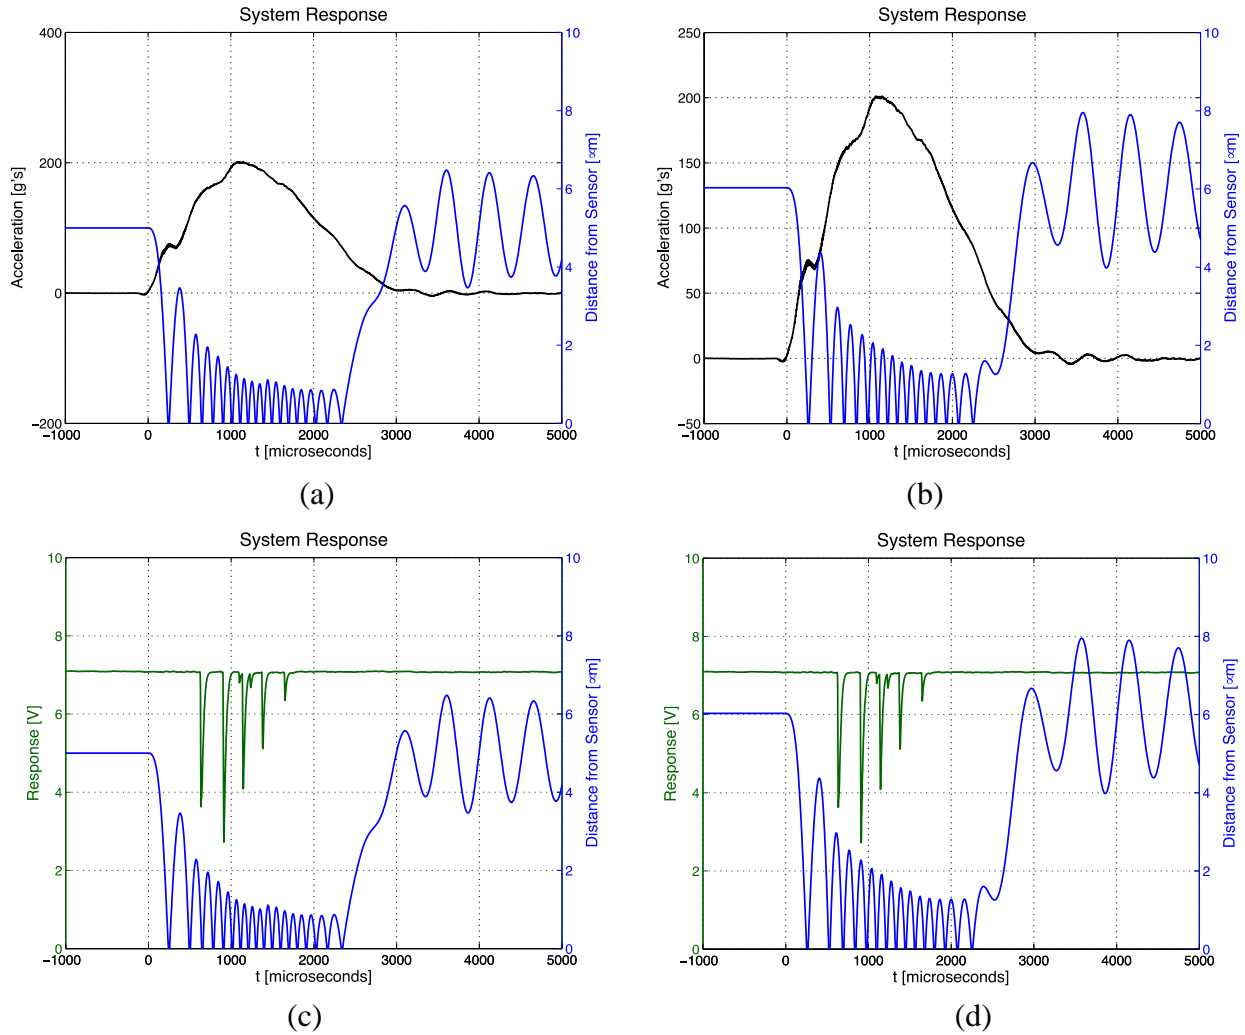 System Response
400
200
0
−200
Acceleration [g's]
10
8
6
4
2
0
Distance from Sensor [∝m]
−1000 0 1000 2000 3000 4000 5000
t [microseconds]
(a)
System Response
250
200
150
100
50
0
−50
Acceleration [g's]
10
8
6
4
2
0
Distance from Sensor [∝m]
−1000 0 1000 2000 3000 4000 5000
t [microseconds]
(b)
System Response
10
8
6
4
2
0
Response [V]
10
8
6
4
2
0
Distance from Sensor [∝m]
−1000 0 1000 2000 3000 4000 5000
t [microseconds]
(c)
System Response
10
8
6
4
2
0
Response [V]
10
8
6
4
2
0
Distance from Sensor [∝m]
−1000 0 1000 2000 3000 4000 5000
t [microseconds]
(d)